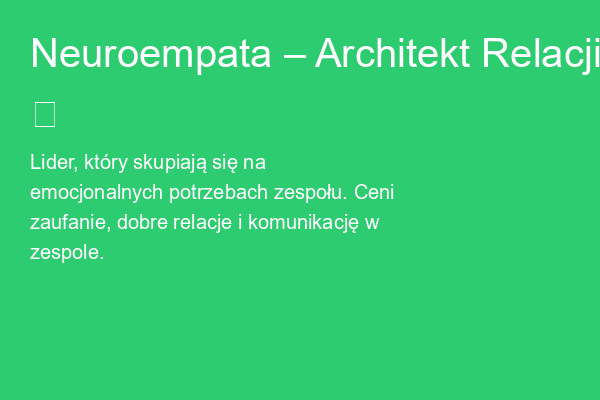 Neuroempata – Architekt Relacji
Lider, który skupiają się na
emocjonalnych potrzebach zespołu. Ceni
zaufanie, dobre relacje i komunikację w
zespole.